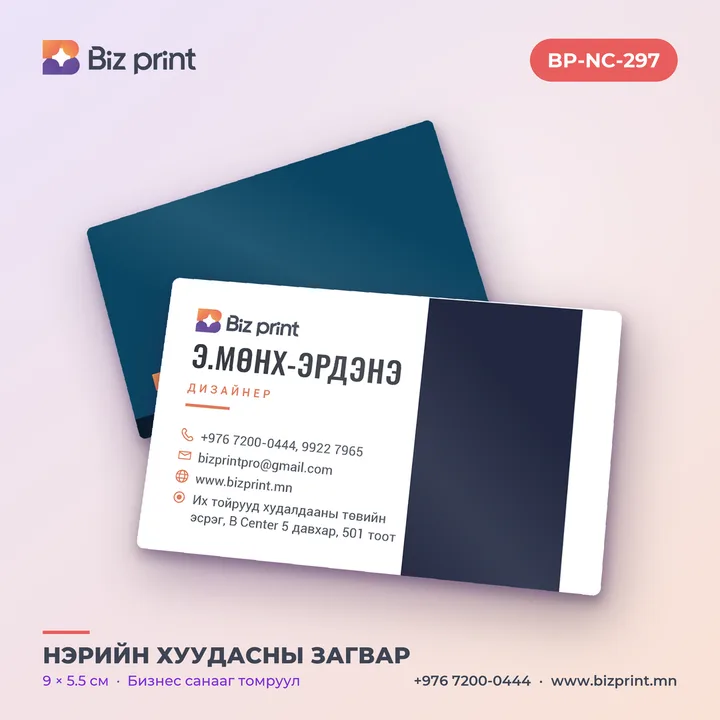 Biz print
BP-NC-297
Biz print
Э.МӨНХ-ЭРДЭНЭ
ДИЗАЙНЕР
+976 7200-0444, 9922 7965
bizprintpro@gmail.com
www.bizprint.mn
Их тойрууд худалдааны төвийн
эсрэг, B Center 5 давхар, 501 тоот
НЭРИЙН ХУУДАСНЫ ЗАГВАР
9 × 5.5 см · Бизнес санааг томруул
+976 7200-0444 · www.bizprint.mn